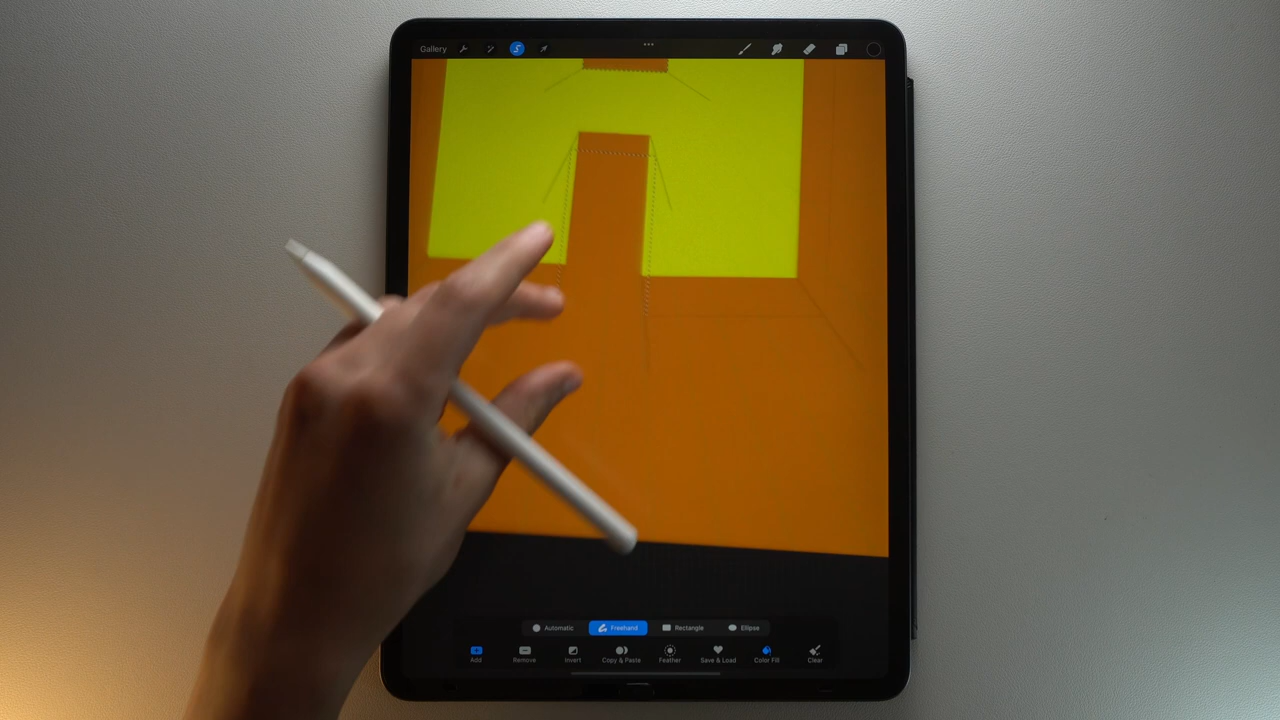 Gallery
Automatic Freehand Rectangle Ellipse
Add Remove Invert Copy & Paste Feather Save & Load Color Fill Clear